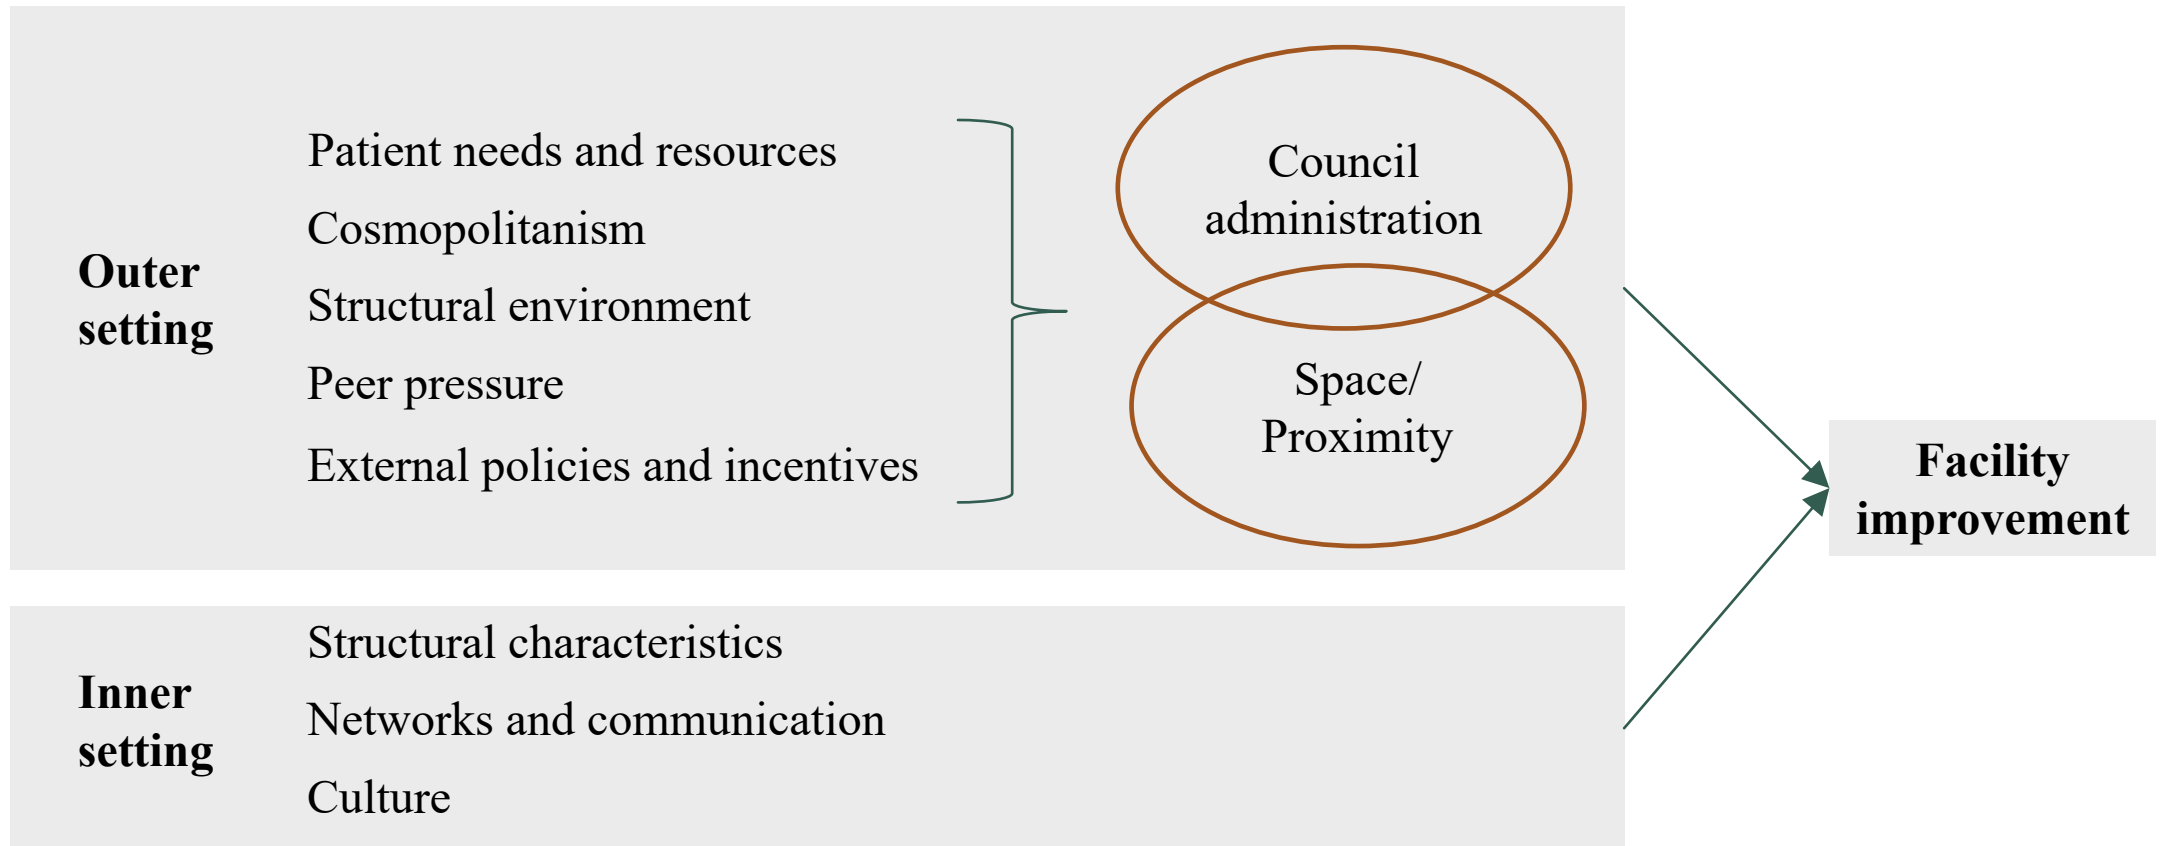 Outer
setting
Patient needs and resources
Cosmopolitanism
Structural environment
Peer pressure
External policies and incentives
Council
administration
Space/
Proximity
Inner
setting
Structural characteristics
Networks and communication
Culture
Facility
improvement